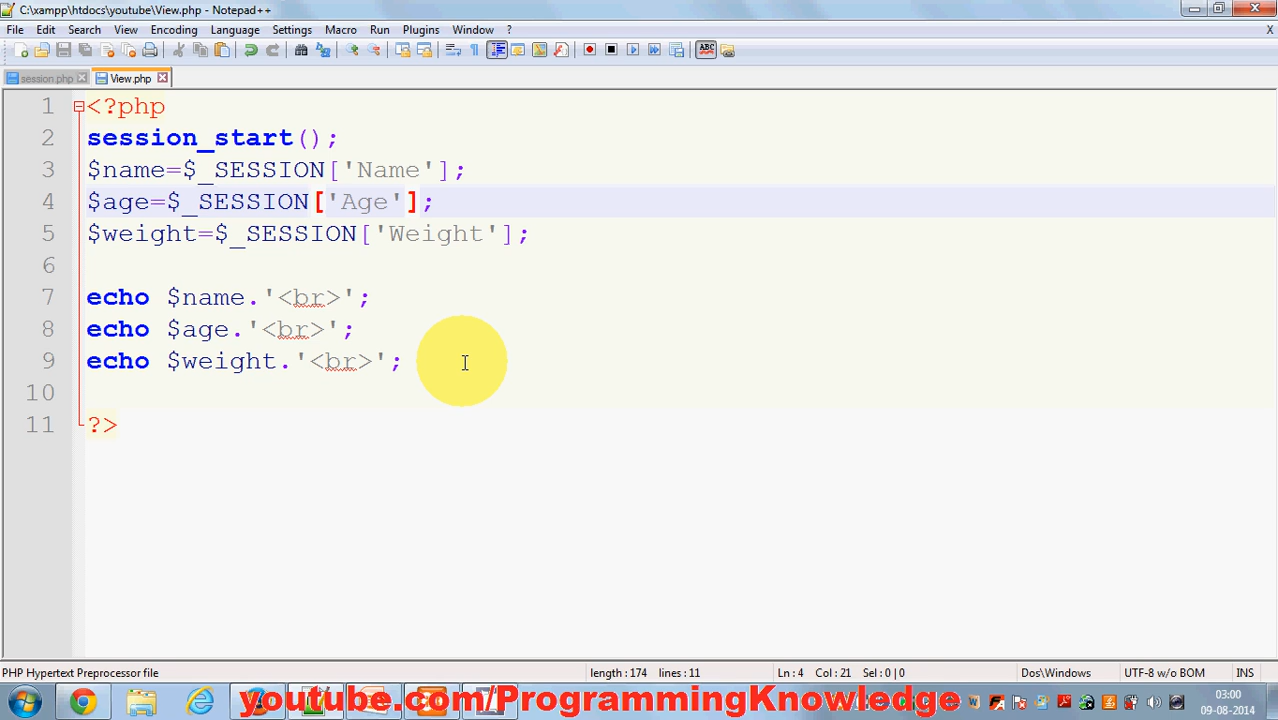 C:\xampp\htdocs\youtube\View.php - Notepad++
File Edit Search View Encoding Language Settings Macro Run Plugins Window ? X
ABC
session.php View.php
1 <?php
2 session_start();
3 $name=$_SESSION['Name'];
4 $age=$_SESSION['Age'];
5 $weight=$_SESSION['Weight'];
6
7 echo $name.'<br>';
8 echo $age.'<br>';
9 echo $weight.'<br>';
10
11 ?>
PHP Hypertext Preprocessor file length : 174 lines : 11 Ln : 4 Col : 21 Sel : 0 | 0 Dos\Windows UTF-8 w/o BOM INS
youtube.com/ProgrammingKnowledge
03:00
09-08-2014